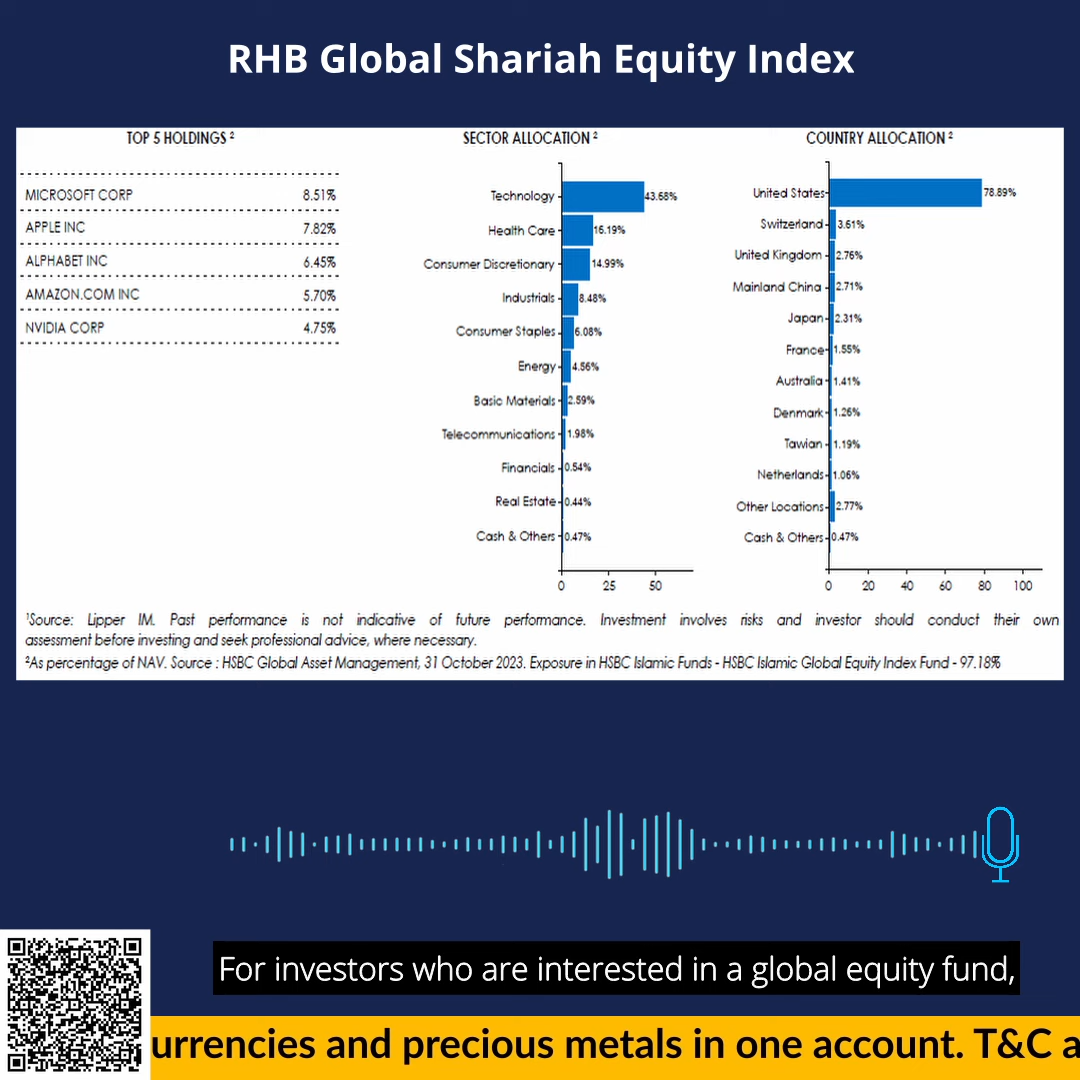 RHB Global Shariah Equity Index
TOP 5 HOLDINGS ²
MICROSOFT CORP 8.51%
APPLE INC 7.82%
ALPHABET INC 6.45%
AMAZON.COM INC 5.70%
NVIDIA CORP 4.75%
SECTOR ALLOCATION ²
Technology 43.68%
Health Care 16.19%
Consumer Discretionary 14.99%
Industrials 8.48%
Consumer Staples 6.08%
Energy 4.56%
Basic Materials 2.59%
Telecommunications 1.98%
Financials 0.54%
Real Estate 0.44%
Cash & Others 0.47%
0 25 50
COUNTRY ALLOCATION ²
United States 78.89%
Switzerland 3.61%
United Kingdom 2.76%
Mainland China 2.71%
Japan 2.31%
France 1.55%
Australia 1.41%
Denmark 1.26%
Tawian 1.19%
Netherlands 1.06%
Other Locations 2.77%
Cash & Others 0.47%
0 20 40 60 80 100
¹Source: Lipper IM. Past performance is not indicative of future performance. Investment involves risks and investor should conduct their own
assessment before investing and seek professional advice, where necessary.
²As percentage of NAV. Source : HSBC Global Asset Management, 31 October 2023. Exposure in HSBC Islamic Funds - HSBC Islamic Global Equity Index Fund - 97.18%
For investors who are interested in a global equity fund,
urrencies and precious metals in one account. T&C a